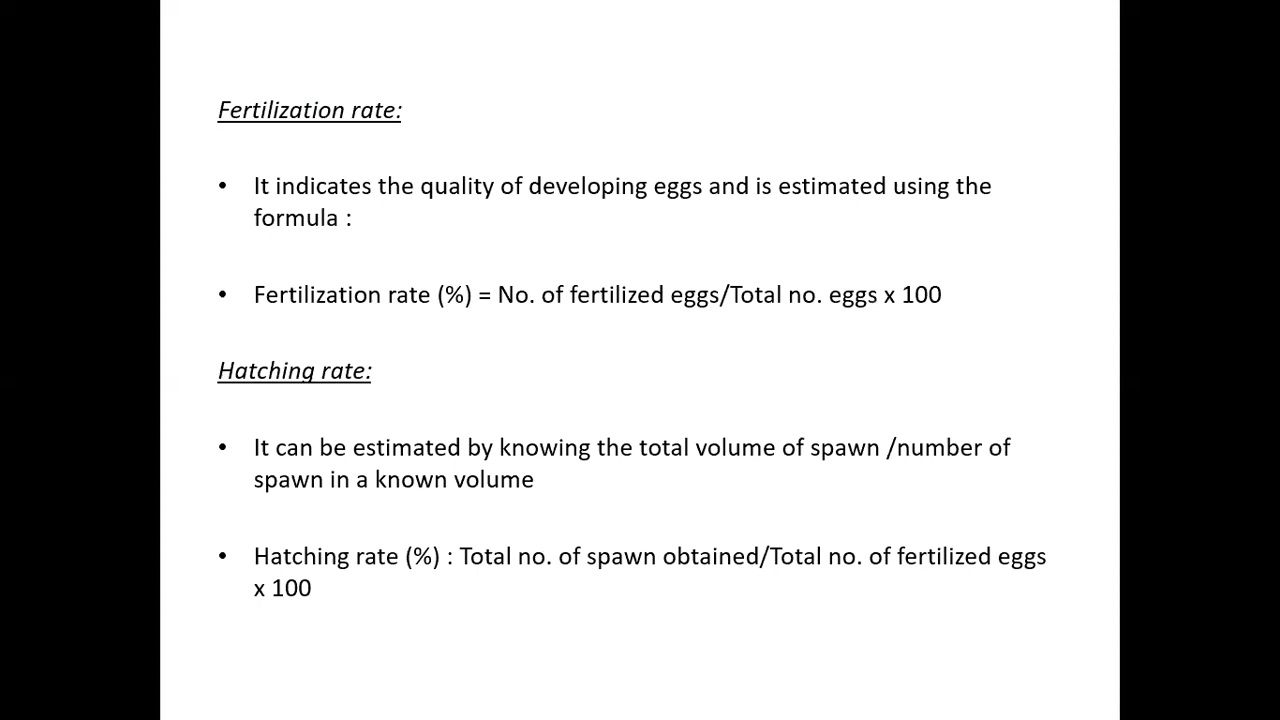 Fertilization rate:
• It indicates the quality of developing eggs and is estimated using the
formula :
• Fertilization rate (%) = No. of fertilized eggs/Total no. eggs x 100
Hatching rate:
• It can be estimated by knowing the total volume of spawn /number of
spawn in a known volume
• Hatching rate (%) : Total no. of spawn obtained/Total no. of fertilized eggs
x 100